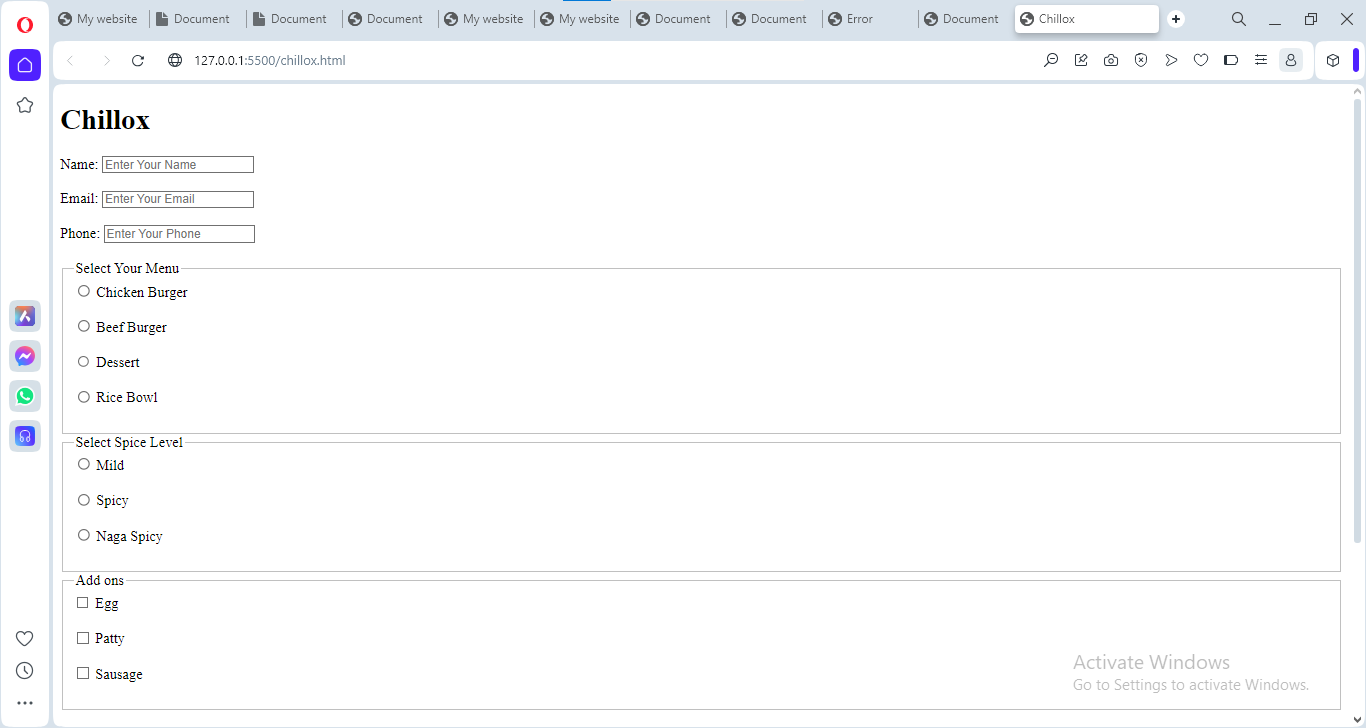 My website Document Document Document My website My website Document Document Error Document Chillox
127.0.0.1:5500/chillox.html
Chillox
Name: Enter Your Name
Email: Enter Your Email
Phone: Enter Your Phone
Select Your Menu
Chicken Burger
Beef Burger
Dessert
Rice Bowl
Select Spice Level
Mild
Spicy
Naga Spicy
Add ons
Egg
Patty
Sausage
Activate Windows
Go to Settings to activate Windows.